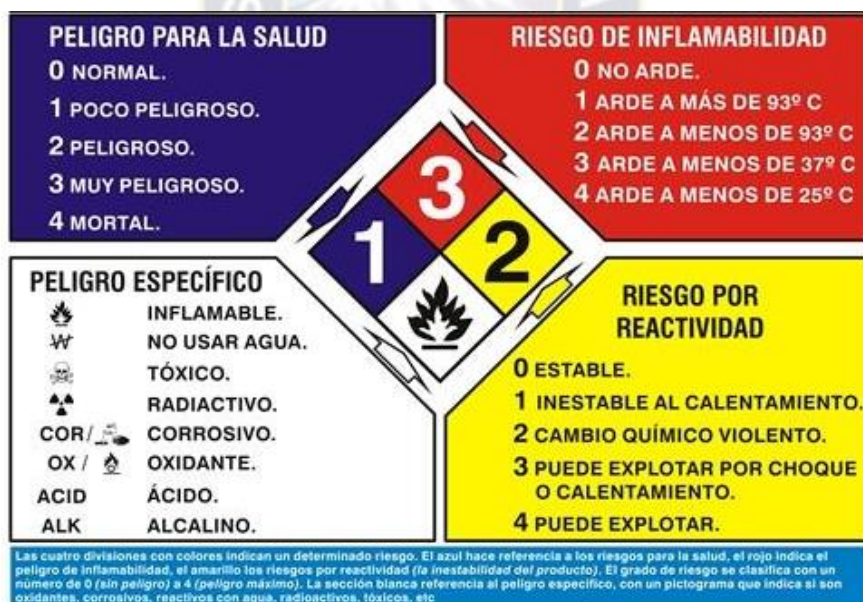 PELIGRO PARA LA SALUD
0 NORMAL.
1 POCO PELIGROSO.
2 PELIGROSO.
3 MUY PELIGROSO.
4 MORTAL.
RIESGO DE INFLAMABILIDAD
0 NO ARDE.
1 ARDE A MÁS DE 93º C
2 ARDE A MENOS DE 93º C
3 ARDE A MENOS DE 37º C
4 ARDE A MENOS DE 25º C
3
1
2
PELIGRO ESPECÍFICO
INFLAMABLE.
W NO USAR AGUA.
TÓXICO.
RADIACTIVO.
COR/ CORROSIVO.
OX / OXIDANTE.
ACID ÁCIDO.
ALK ALCALINO.
RIESGO POR
REACTIVIDAD
0 ESTABLE.
1 INESTABLE AL CALENTAMIENTO.
2 CAMBIO QUÍMICO VIOLENTO.
3 PUEDE EXPLOTAR POR CHOQUE
O CALENTAMIENTO.
4 PUEDE EXPLOTAR.
Las cuatro divisiones con colores indican un determinado riesgo. El azul hace referencia a los riesgos para la salud, el rojo indica el
peligro de inflamabilidad, el amarillo los riesgos por reactividad (la inestabilidad del producto). El grado de riesgo se clasifica con un
número de 0 (sin peligro) a 4 (peligro máximo). La sección blanca referencia al peligro específico, con un pictograma que indica si son
oxidantes, corrosivos, reactivos con agua, radioactivos, tóxicos, etc